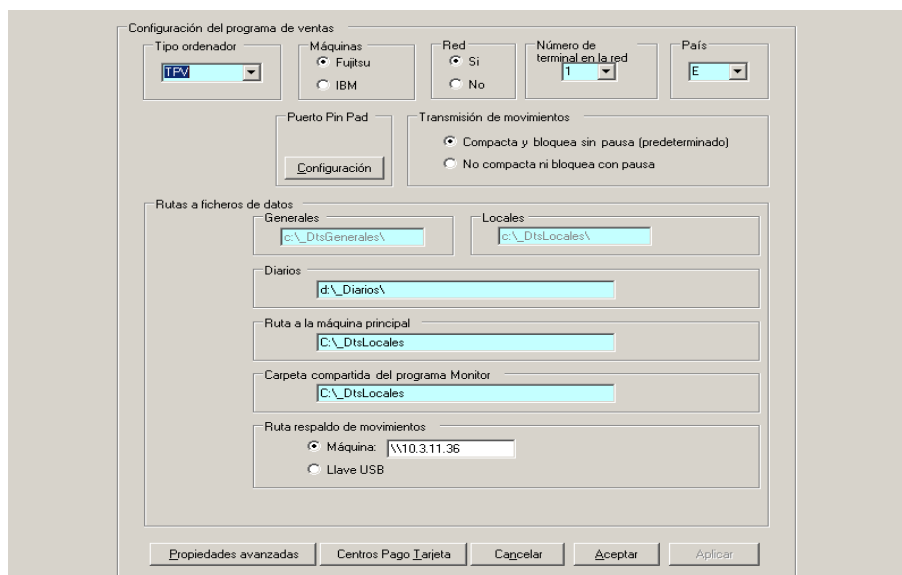 Configuración del programa de ventas
Tipo ordenador
TPV
Máquinas
Fujitsu
IBM
Red
Si
No
Número de
terminal en la red
1
País
E
Puerto Pin Pad
Configuración
Transmisión de movimientos
Compacta y bloquea sin pausa (predeterminado)
No compacta ni bloquea con pausa
Rutas a ficheros de datos
Generales
c:\_DtsGenerales\
Locales
c:\_DtsLocales\
Diarios
d:\_Diarios\
Ruta a la máquina principal
C:\_DtsLocales
Carpeta compartida del programa Monitor
C:\_DtsLocales
Ruta respaldo de movimientos
Máquina: \\10.3.11.36
Llave USB
Propiedades avanzadas
Centros Pago Tarjeta
Cancelar
Aceptar
Aplicar